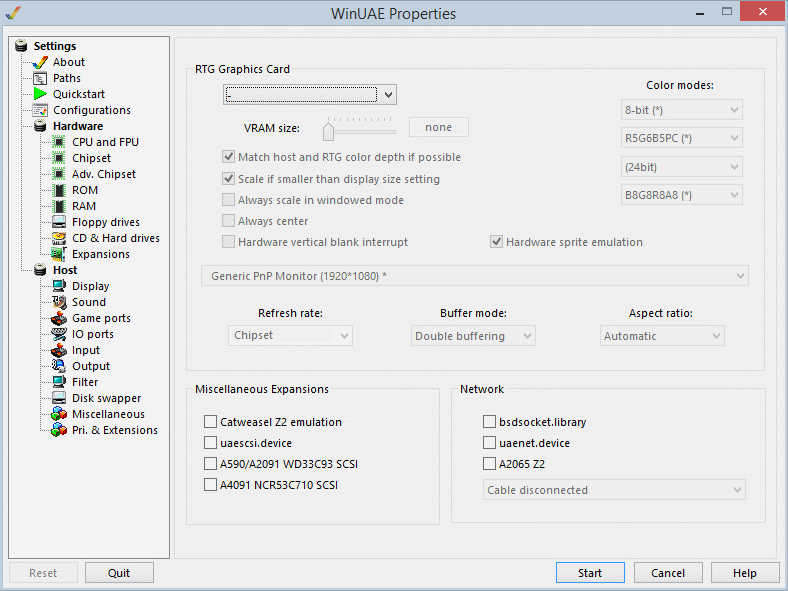 WinUAE Properties
Settings
About
Paths
Quickstart
Configurations
Hardware
CPU and FPU
Chipset
Adv. Chipset
ROM
RAM
Floppy drives
CD & Hard drives
Expansions
Host
Display
Sound
Game ports
IO ports
Input
Output
Filter
Disk swapper
Miscellaneous
Pri. & Extensions
RTG Graphics Card
-
VRAM size:
none
Match host and RTG color depth if possible
Scale if smaller than display size setting
Always scale in windowed mode
Always center
Hardware vertical blank interrupt
Hardware sprite emulation
Color modes:
8-bit (*)
R5G6B5PC (*)
(24bit)
B8G8R8A8 (*)
Generic PnP Monitor (1920*1080) *
Refresh rate:
Chipset
Buffer mode:
Double buffering
Aspect ratio:
Automatic
Miscellaneous Expansions
Catweasel Z2 emulation
uaescsi.device
A590/A2091 WD33C93 SCSI
A4091 NCR53C710 SCSI
Network
bsdsocket.library
uaenet.device
A2065 Z2
Cable disconnected
Reset
Quit
Start
Cancel
Help